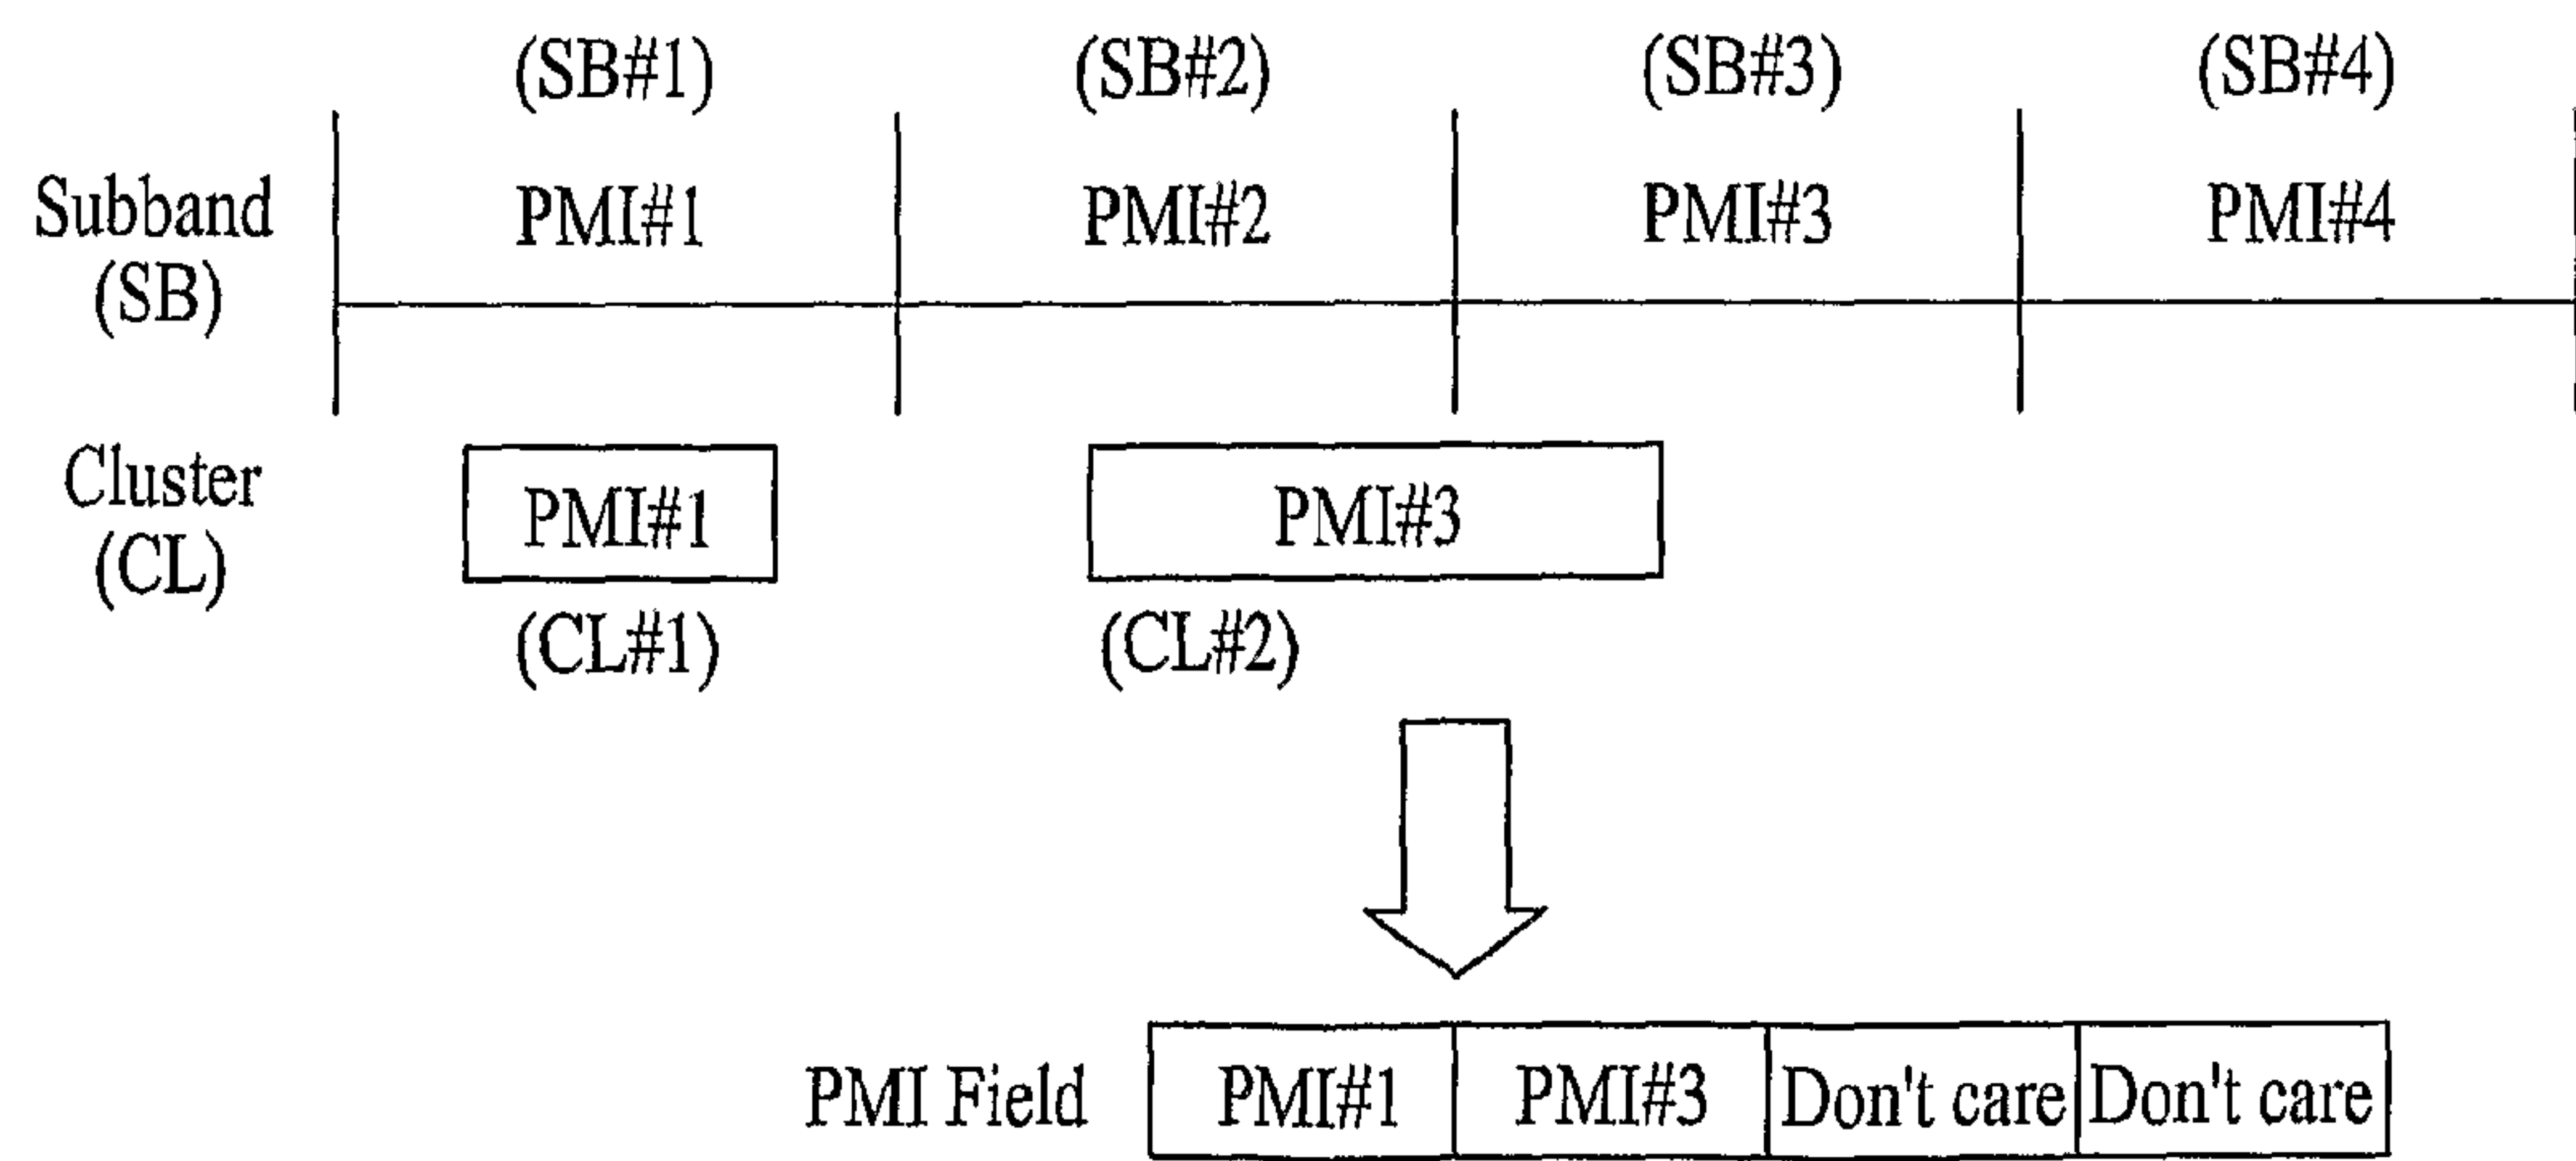 (SB#1) (SB#2) (SB#3) (SB#4)
Subband (SB) PMI#1 PMI#2 PMI#3 PMI#4
Cluster (CL) PMI#1 PMI#3
(CL#1) (CL#2)
PMI Field PMI#1 PMI#3 Don't care Don't care